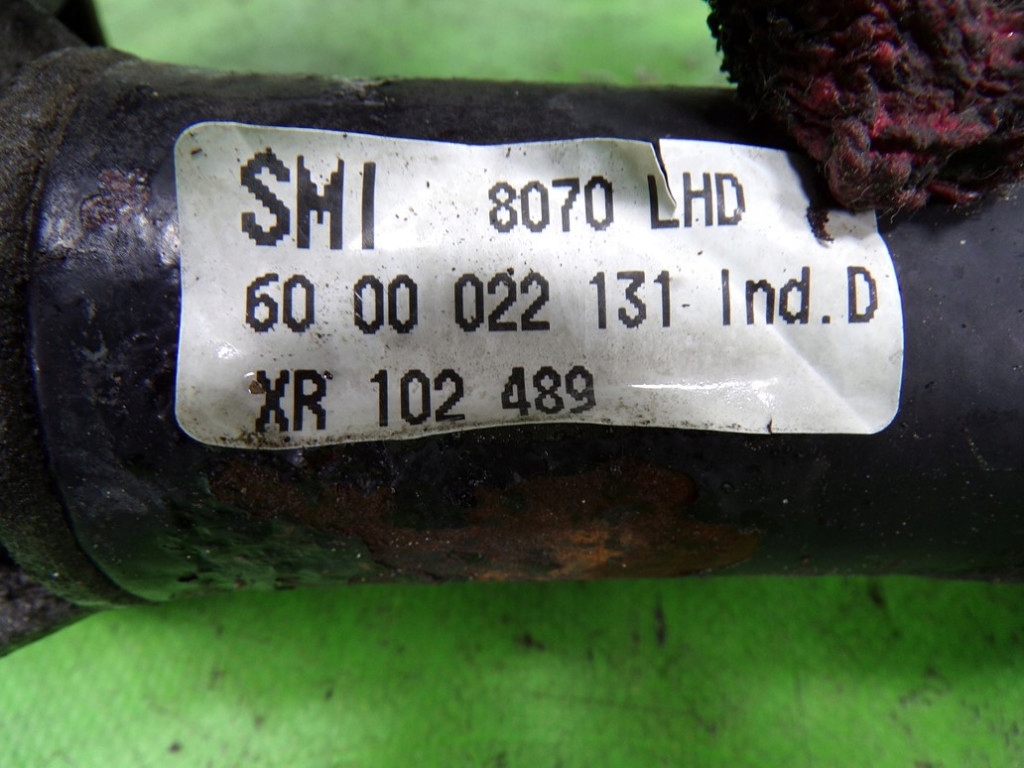 SMI 8070 LHD
60 00 022 131 Ind.D
XR 102 489